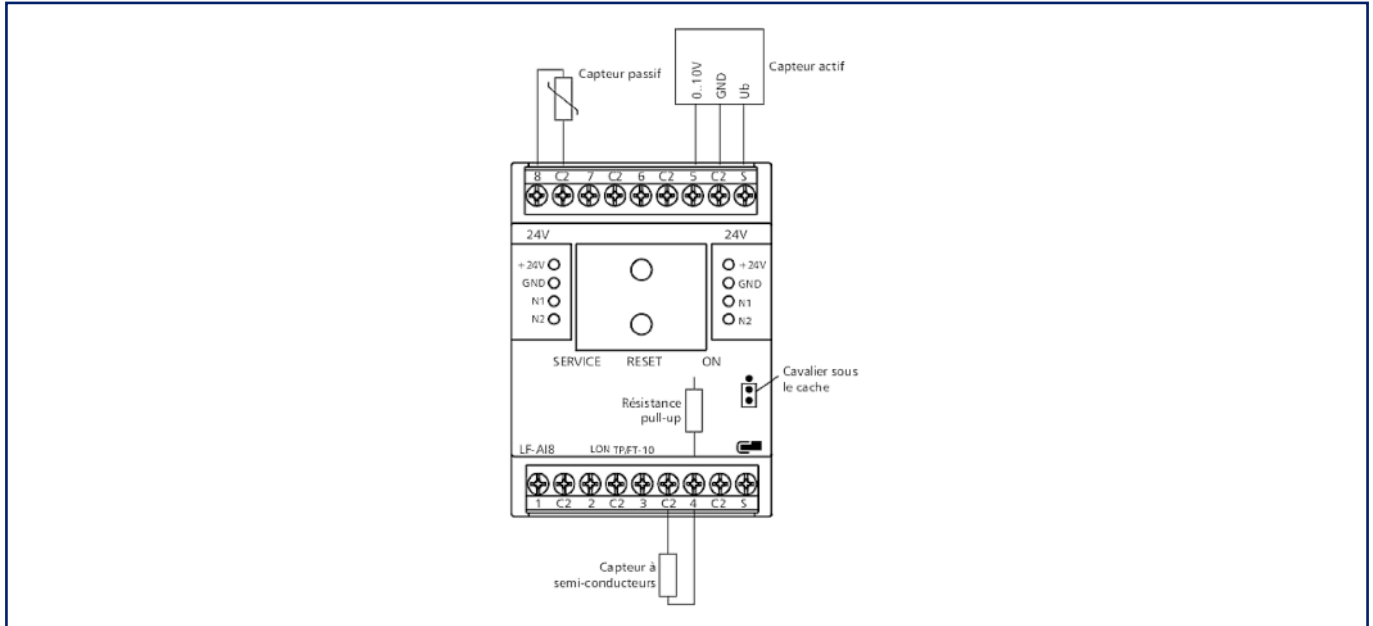 Capteur passif
0..10V
GND
Ub
Capteur actif
8 C2 7 C2 6 C2 5 C2 S
24V
24V
+24V
GND
N1
N2
+24V
GND
N1
N2
SERVICE RESET ON
Cavalier sous
le cache
Résistance
pull-up
LF-AI8 LON TP/FT-10
1 C2 2 C2 3 C2 4 C2 S
Capteur à
semi-conducteurs